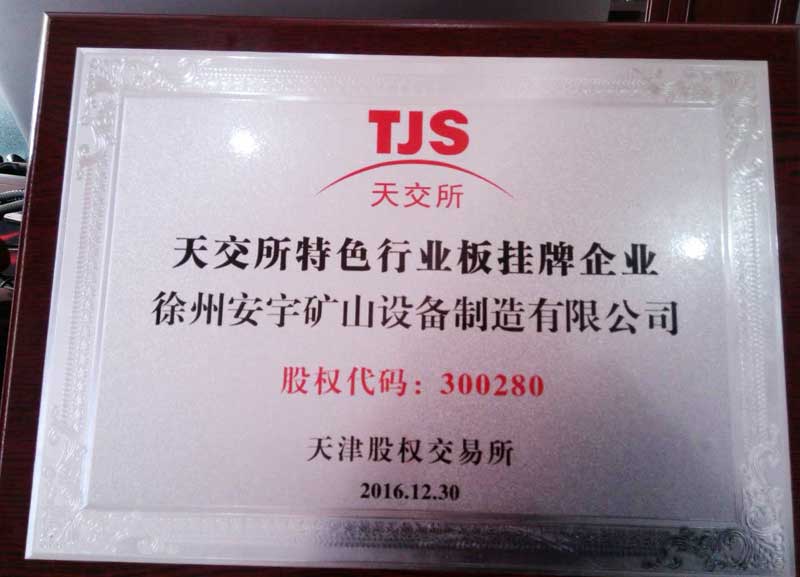 TJS
天交所
天交所特色行业板挂牌企业
徐州安宇矿山设备制造有限公司
股权代码：300280
天津股权交易所
2016.12.30